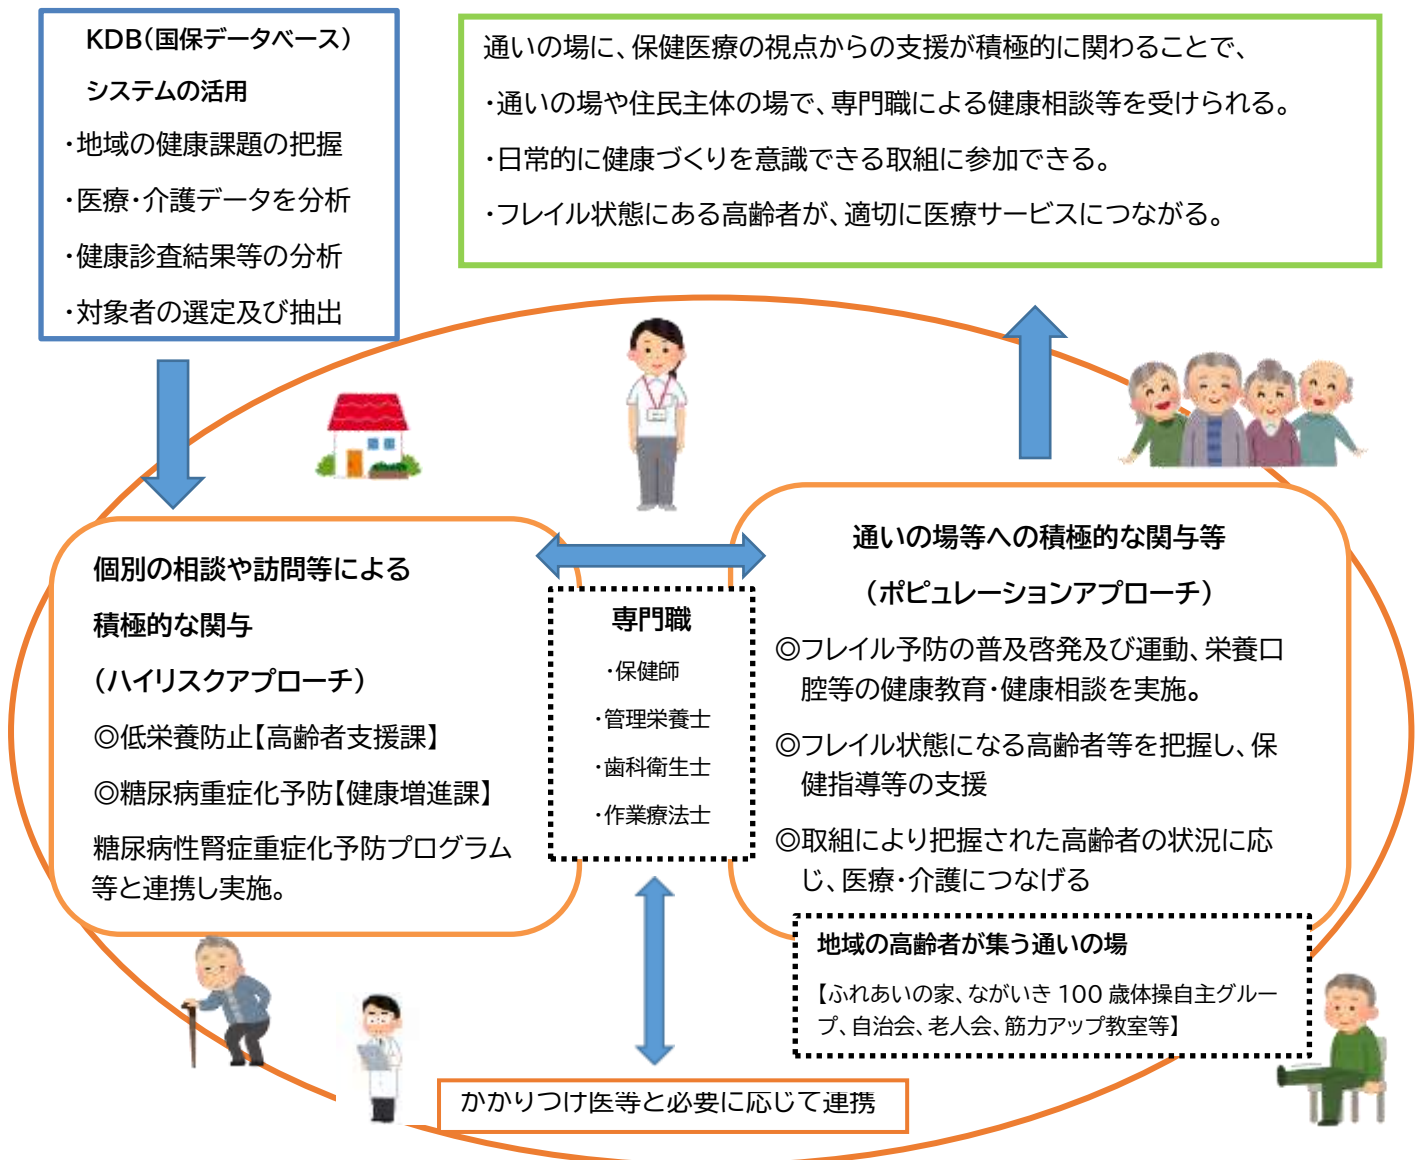 KDB(国保データベース)
システムの活用
・地域の健康課題の把握
・医療・介護データを分析
・健康診査結果等の分析
・対象者の選定及び抽出
通いの場に、保健医療の視点からの支援が積極的に関わることで、
・通いの場や住民主体の場で、専門職による健康相談等を受けられる。
・日常的に健康づくりを意識できる取組に参加できる。
・フレイル状態にある高齢者が、適切に医療サービスにつながる。
個別の相談や訪問等による
積極的な関与
(ハイリスクアプローチ)
◎低栄養防止【高齢者支援課】
◎糖尿病重症化予防【健康増進課】
糖尿病性腎症重症化予防プログラム
等と連携し実施。
専門職
・保健師
・管理栄養士
・歯科衛生士
・作業療法士
通いの場等への積極的な関与等
(ポピュレーションアプローチ)
◎フレイル予防の普及啓発及び運動、栄養口
腔等の健康教育・健康相談を実施。
◎フレイル状態になる高齢者等を把握し、保
健指導等の支援
◎取組により把握された高齢者の状況に応
じ、医療・介護につなげる
地域の高齢者が集う通いの場
【ふれあいの家、ながいき 100 歳体操自主グルー
プ、自治会、老人会、筋力アップ教室等】
かかりつけ医等と必要に応じて連携